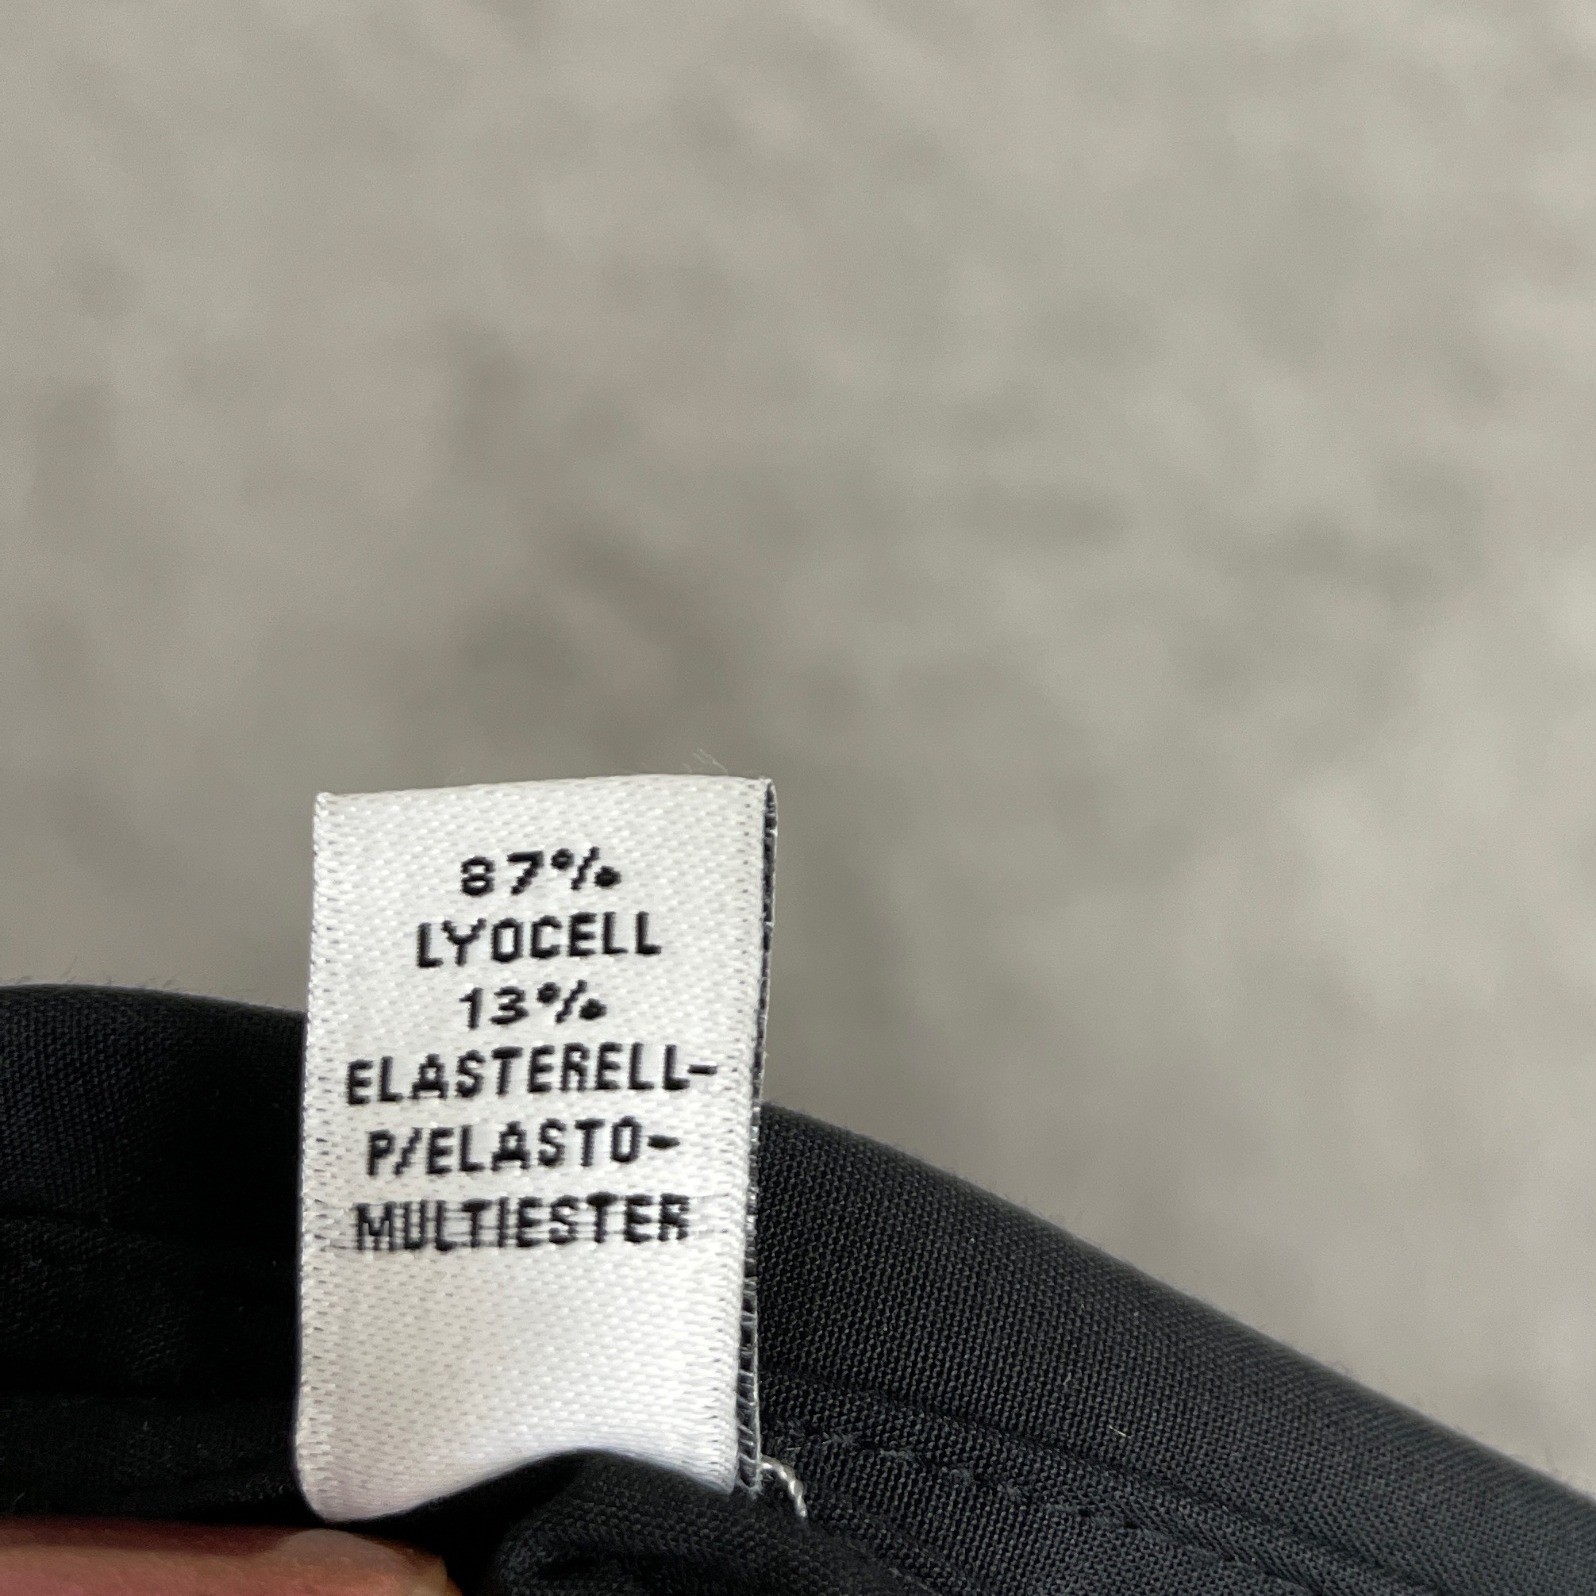 87%
LYOCELL
13%
ELASTERELL-
P/ELASTO-
MULTIESTER